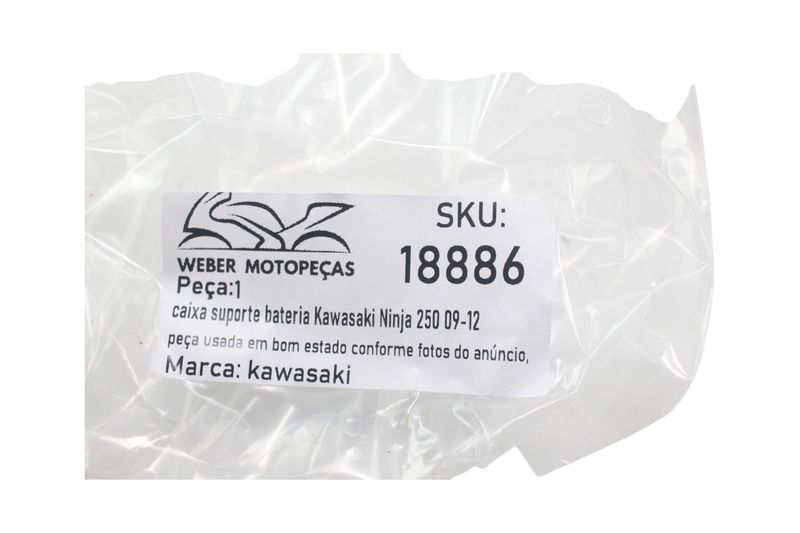 SKU:
18886
WEBER MOTOPEÇAS
Peça:1
caixa suporte bateria Kawasaki Ninja 250 09-12
peça usada em bom estado conforme fotos do anúncio,
Marca: kawasaki